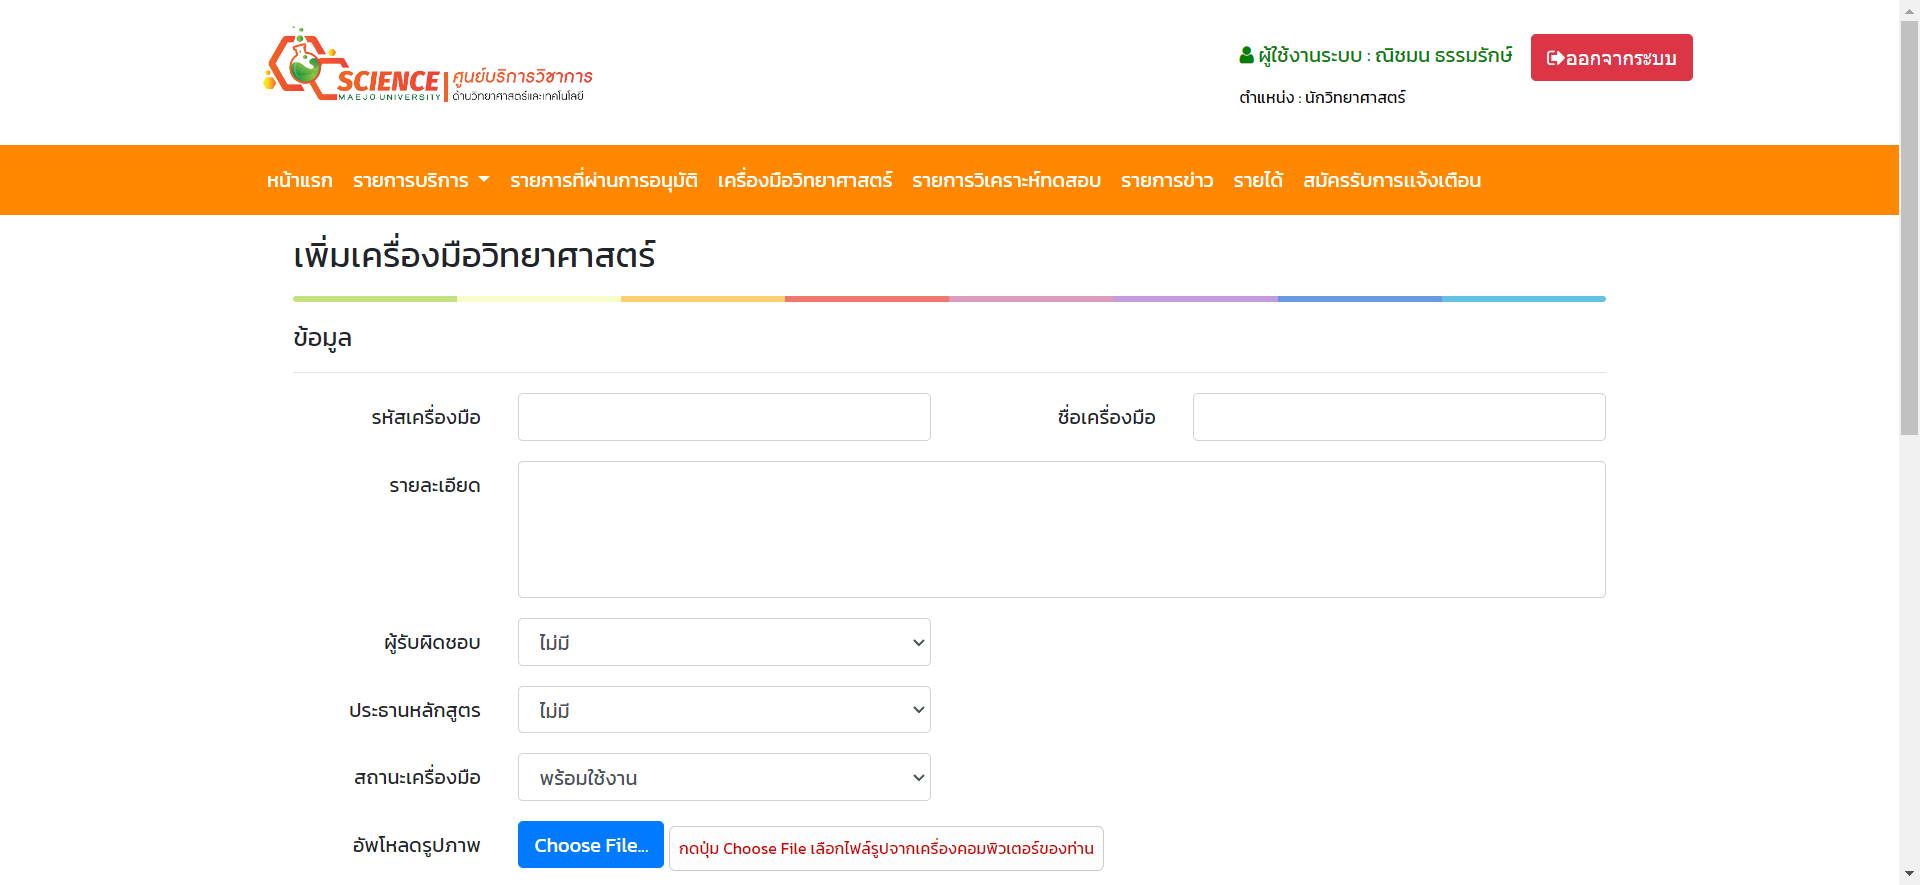 SCIENCE
MAEJO UNIVERSITY
ศูนย์บริการวิชาการ
ด้านวิทยาศาสตร์และเทคโนโลยี
ผู้ใช้งานระบบ : ณิชมน ธรรมรักษ์
ออกจากระบบ
ตำแหน่ง : นักวิทยาศาสตร์
หน้าแรก รายการบริการ รายการที่ผ่านการอนุมัติ เครื่องมือวิทยาศาสตร์ รายการวิเคราะห์ทดสอบ รายการข่าว รายได้ สมัครรับการแจ้งเตือน
เพิ่มเครื่องมือวิทยาศาสตร์
ข้อมูล
รหัสเครื่องมือ ชื่อเครื่องมือ
รายละเอียด
ผู้รับผิดชอบ ไม่มี
ประธานหลักสูตร ไม่มี
สถานะเครื่องมือ พร้อมใช้งาน
อัพโหลดรูปภาพ Choose File... กดปุ่ม Choose File เลือกไฟล์รูปจากเครื่องคอมพิวเตอร์ของท่าน